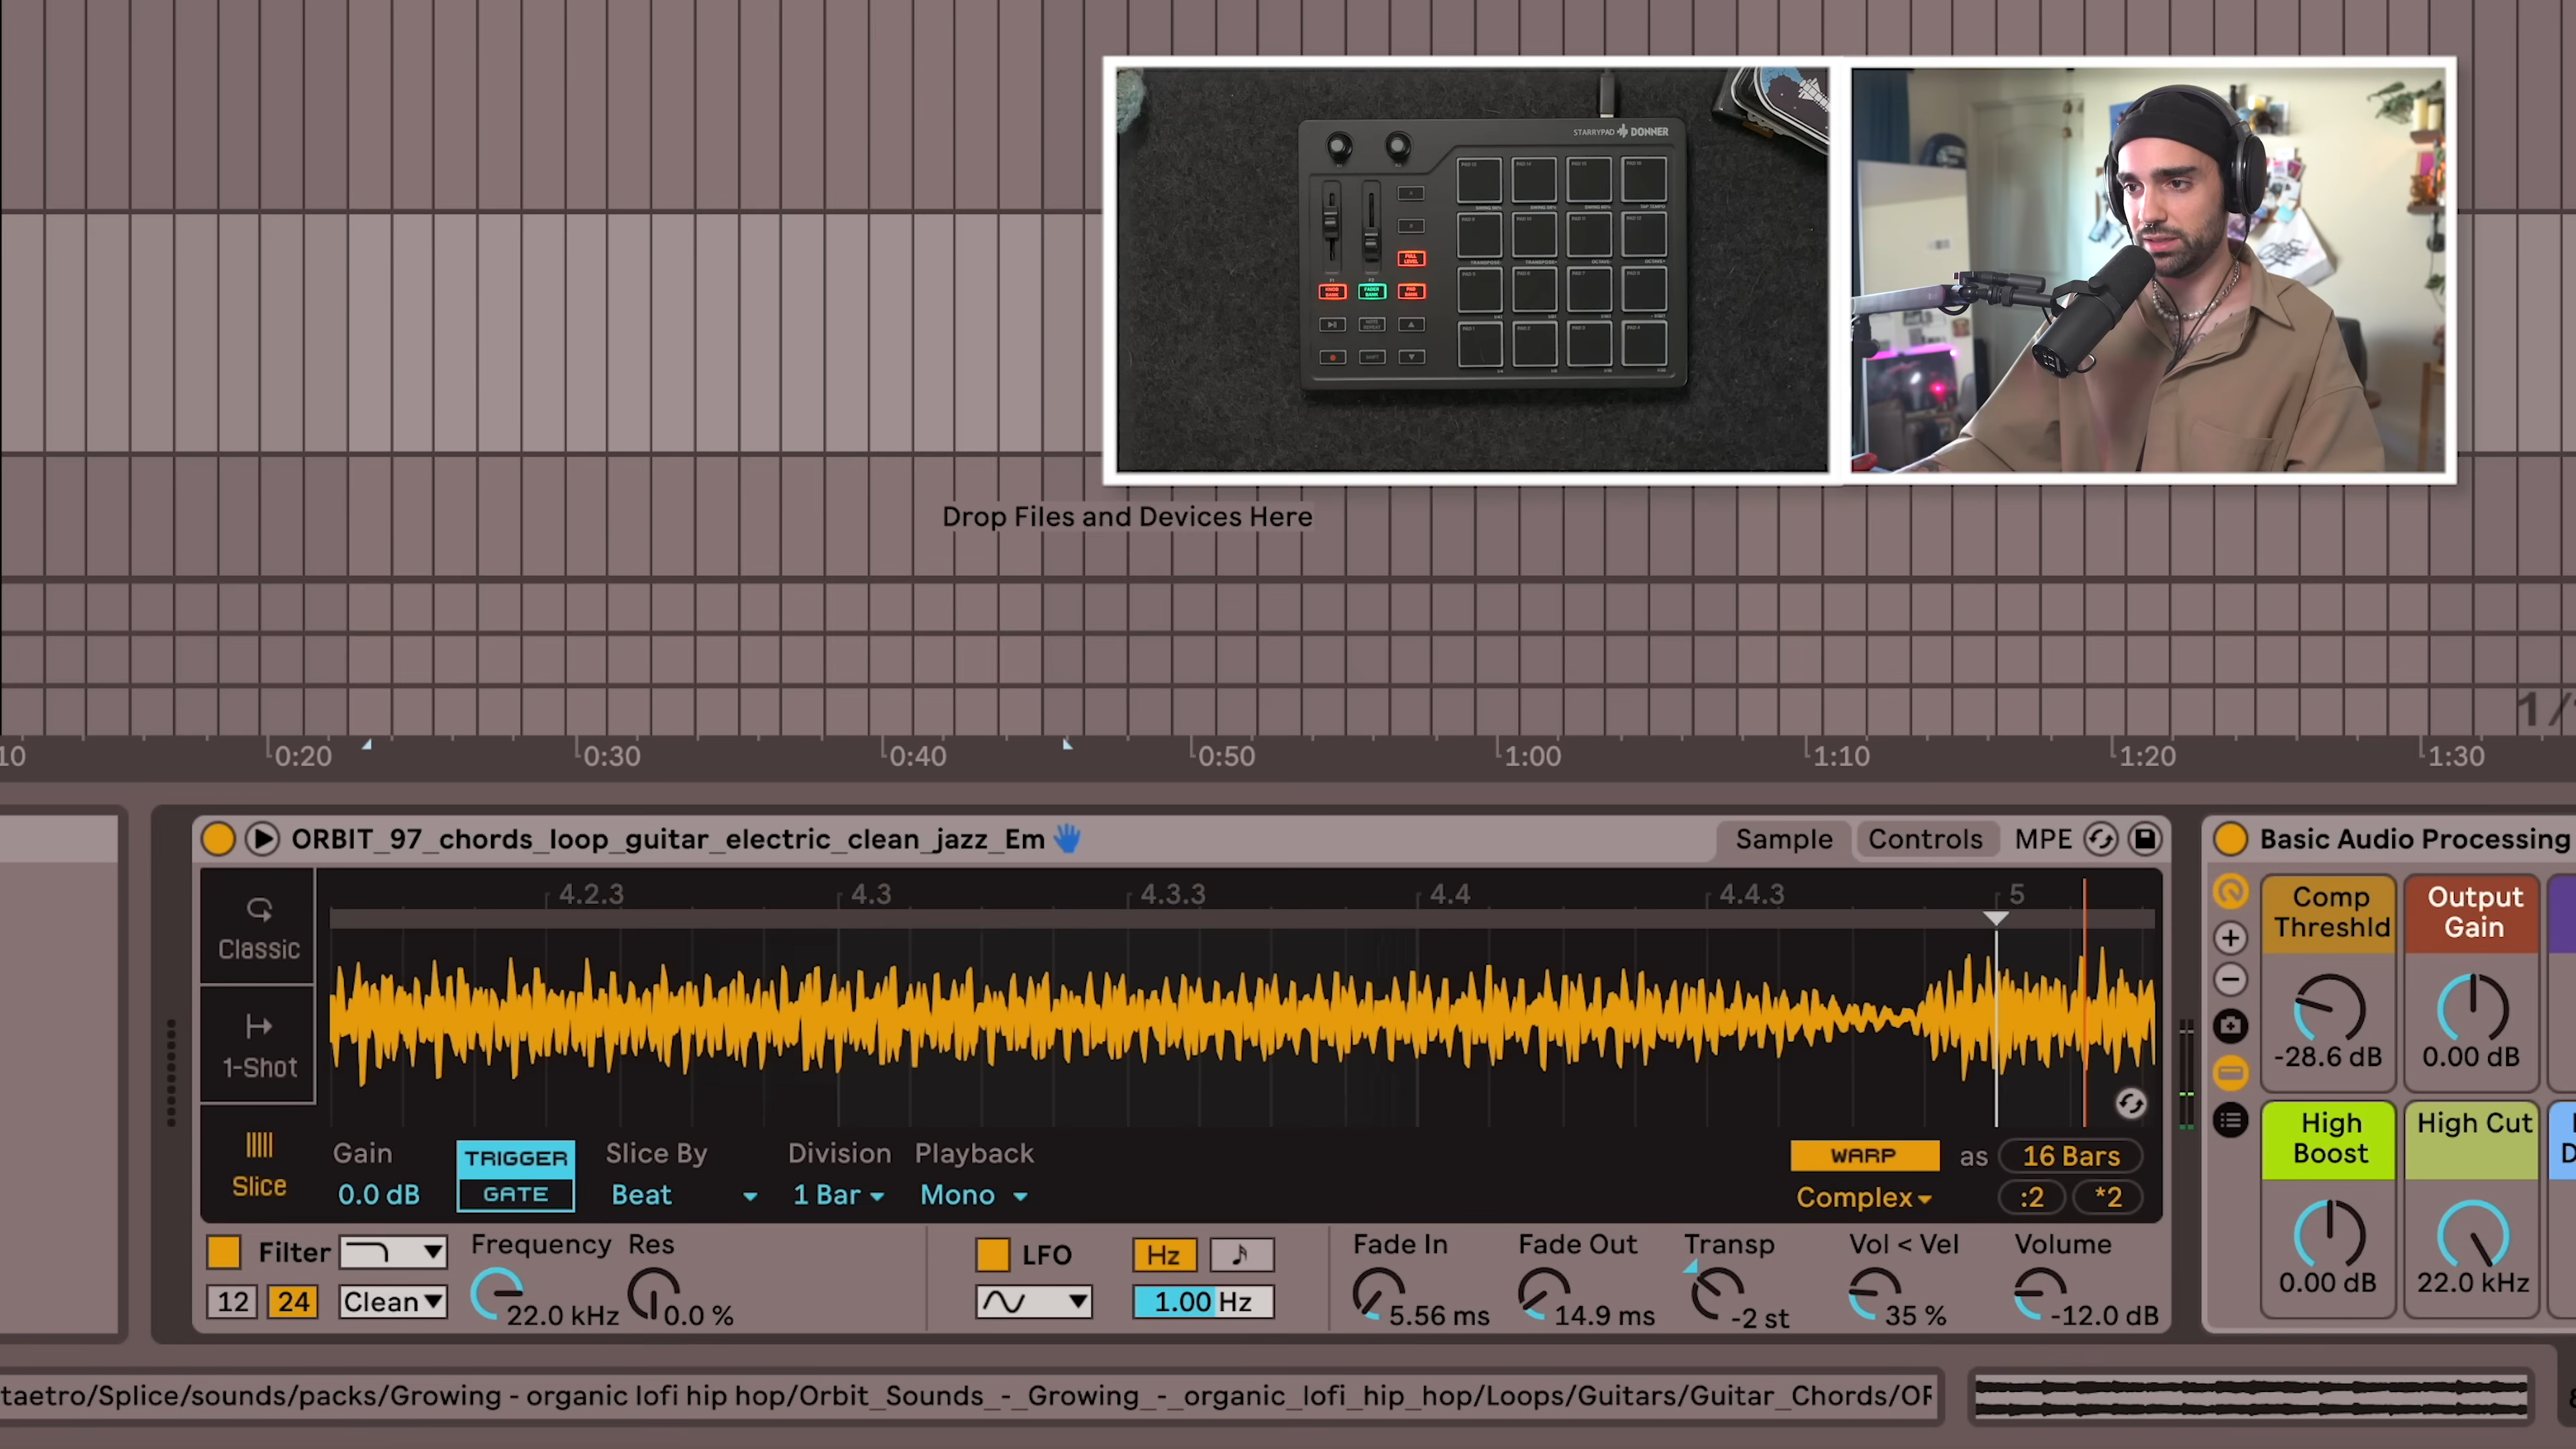 STARRYPAD DONNER
FULL LEVEL
KNOB BANK
FADER BANK
PAD BANK
Drop Files and Devices Here
10
0:20
0:30
0:40
0:50
1:00
1:10
1:20
1:30
ORBIT_97_chords_loop_guitar_electric_clean_jazz_Em
Sample
Controls
MPE
Basic Audio Processing
Classic
1-Shot
Slice
4.2.3
4.3
4.3.3
4.4
4.4.3
5
Gain
0.0 dB
TRIGGER
GATE
Slice By
Beat
Division
1 Bar
Playback
Mono
WARP
as
16 Bars
Complex
:2
*2
Filter
12
24
Clean
Frequency
22.0 kHz
Res
0.0 %
LFO
Hz
1.00 Hz
Fade In
5.56 ms
Fade Out
14.9 ms
Transp
-2 st
Vol < Vel
35 %
Volume
-12.0 dB
Comp
Threshld
-28.6 dB
Output
Gain
0.00 dB
High
Boost
0.00 dB
High Cut
22.0 kHz
taetro/Splice/sounds/packs/Growing - organic lofi hip hop/Orbit_Sounds_-_Growing_-_organic_lofi_hip_hop/Loops/Guitars/Guitar_Chords/OF